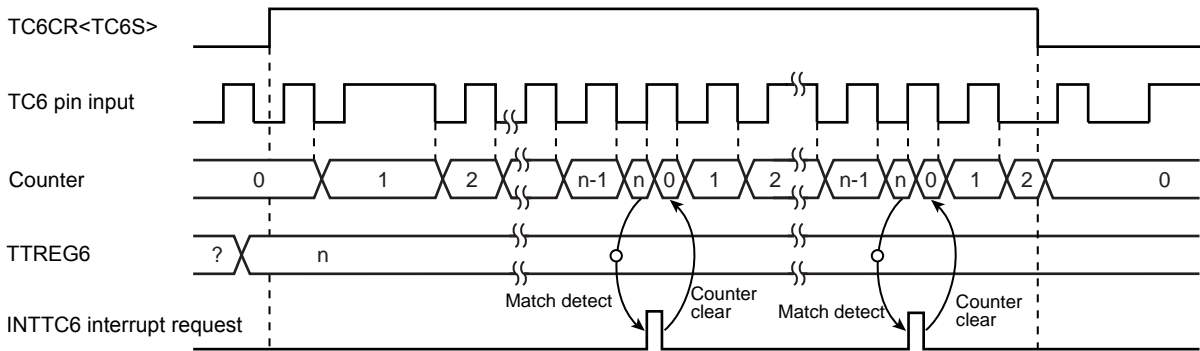 TC6CR<TC6S>
TC6 pin input
Counter
0 1 2 n-1 n 0 1 2 n-1 n 0 1 2 0
TTREG6
? n
Match detect
Counter
clear
Match detect
Counter
clear
INTTC6 interrupt request